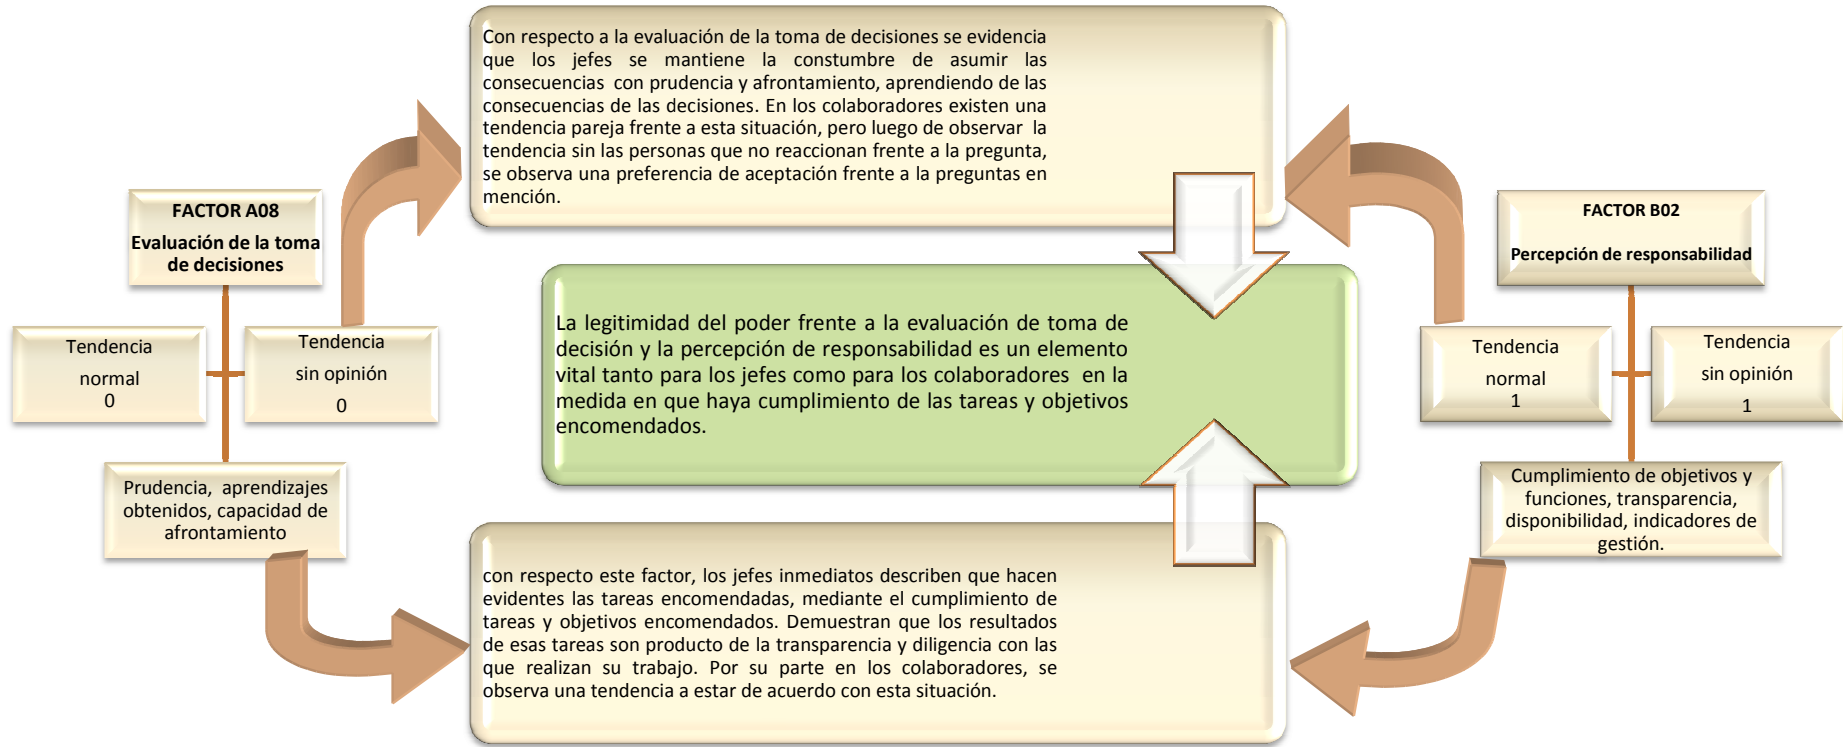 Con respecto a la evaluación de la toma de decisiones se evidencia
que los jefes se mantiene la constumbre de asumir las
consecuencias con prudencia y afrontamiento, aprendiendo de las
consecuencias de las decisiones. En los colaboradores existen una
tendencia pareja frente a esta situación, pero luego de observar la
tendencia sin las personas que no reaccionan frente a la pregunta,
se observa una preferencia de aceptación frente a la preguntas en
mención.
FACTOR A08
Evaluación de la toma
de decisiones
Tendencia
normal
0
Tendencia
sin opinión
0
Prudencia, aprendizajes
obtenidos, capacidad de
afrontamiento
La legitimidad del poder frente a la evaluación de toma de
decisión y la percepción de responsabilidad es un elemento
vital tanto para los jefes como para los colaboradores en la
medida en que haya cumplimiento de las tareas y objetivos
encomendados.
FACTOR B02
Percepción de responsabilidad
Tendencia
normal
1
Tendencia
sin opinión
1
Cumplimiento de objetivos y
funciones, transparencia,
disponibilidad, indicadores de
gestión.
con respecto este factor, los jefes inmediatos describen que hacen
evidentes las tareas encomendadas, mediante el cumplimiento de
tareas y objetivos encomendados. Demuestran que los resultados
de esas tareas son producto de la transparencia y diligencia con las
que realizan su trabajo. Por su parte en los colaboradores, se
observa una tendencia a estar de acuerdo con esta situación.